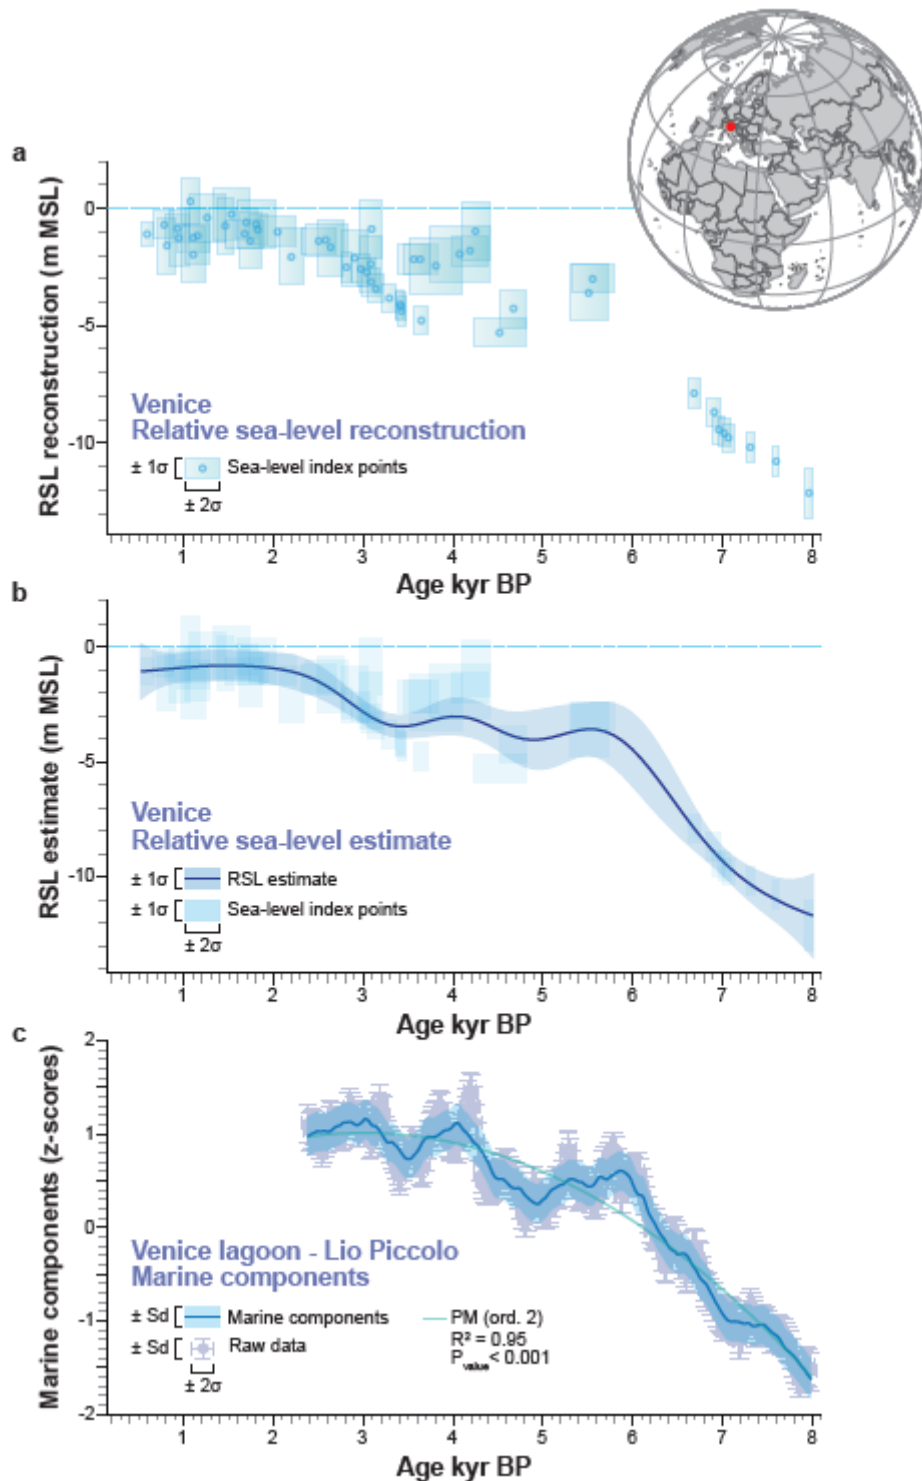 a
RSL reconstruction (m MSL)
0
-5
-10
Venice
Relative sea-level reconstruction
± 1σ
Sea-level index points
± 2σ
1 2 3 4 5 6 7 8
Age kyr BP
b
RSL estimate (m MSL)
0
-5
-10
Venice
Relative sea-level estimate
± 1σ RSL estimate
± 1σ Sea-level index points
± 2σ
1 2 3 4 5 6 7 8
Age kyr BP
c
Marine components (z-scores)
2
1
0
-1
-2
Venice lagoon - Lio Piccolo
Marine components
± Sd Marine components
± Sd Raw data
± 2σ
PM (ord. 2)
R² = 0.95
Pvalue < 0.001
1 2 3 4 5 6 7 8
Age kyr BP